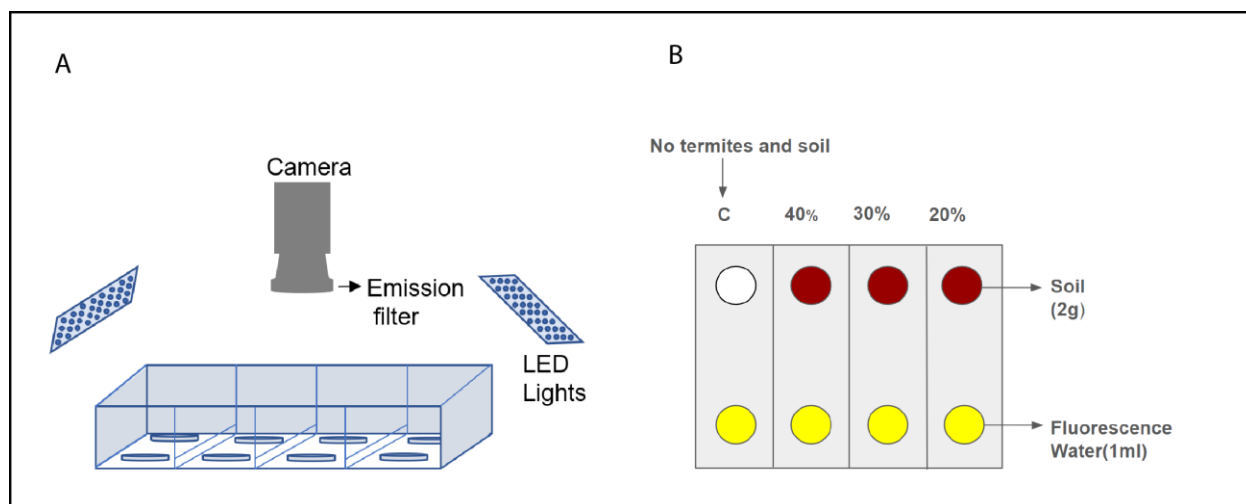 A
Camera
Emission
filter
LED
Lights
B
No termites and soil
C 40% 30% 20%
Soil
(2g)
Fluorescence
Water(1ml)